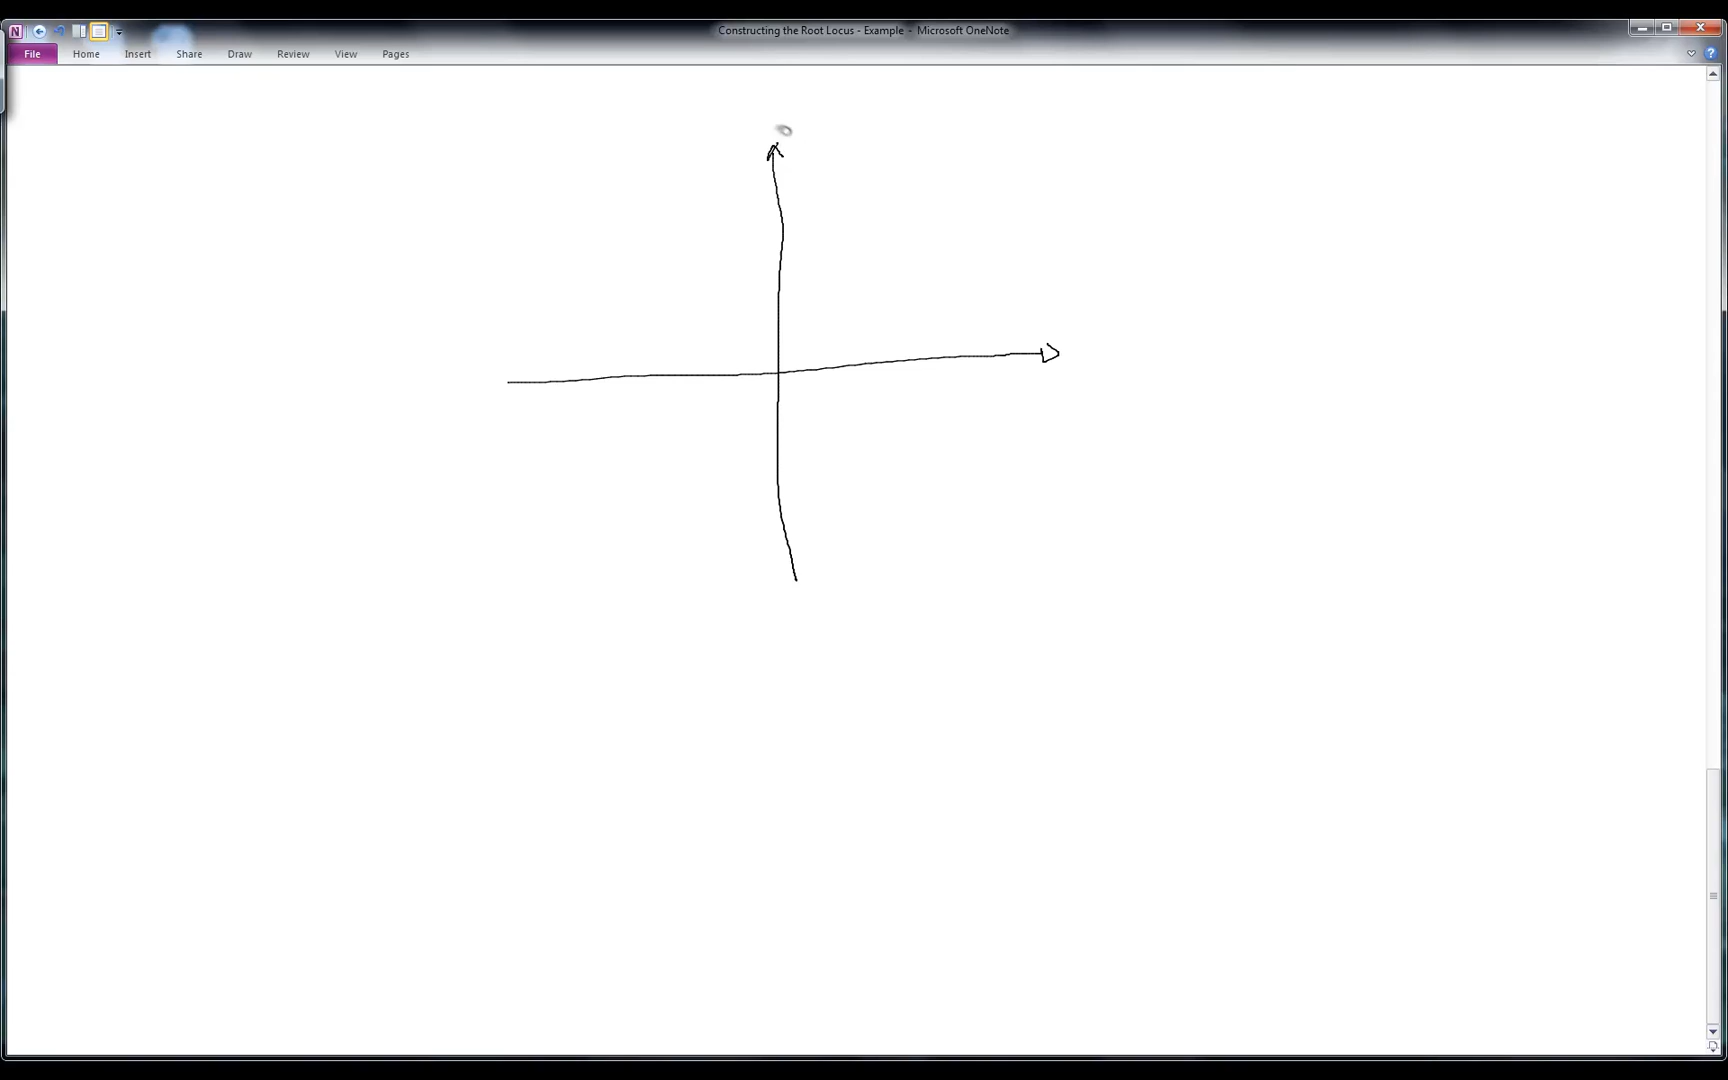 Constructing the Root Locus - Example - Microsoft OneNote
File Home Insert Share Draw Review View Pages